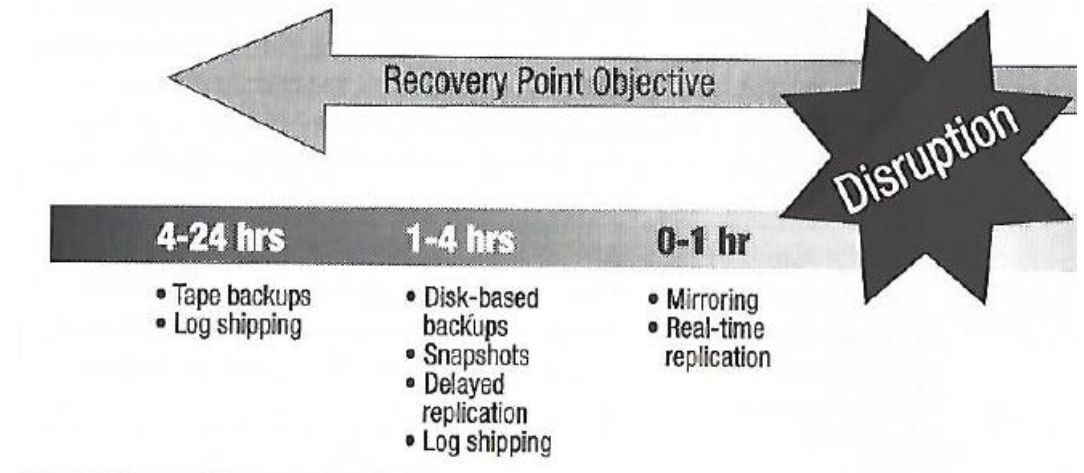 Recovery Point Objective
Disruption
4-24 hrs
• Tape backups
• Log shipping
1-4 hrs
• Disk-based
backups
• Snapshots
• Delayed
replication
• Log shipping
0-1 hr
• Mirroring
• Real-time
replication